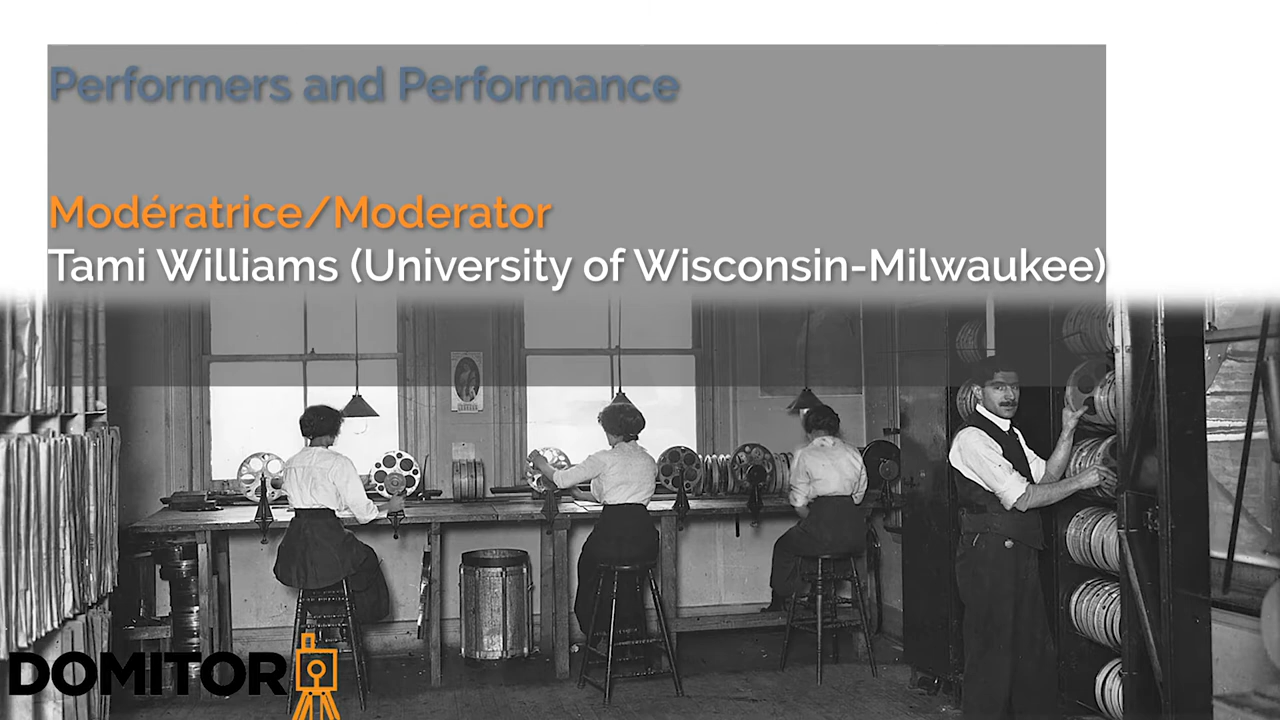 Performers and Performance
Modératrice/Moderator
Tami Williams (University of Wisconsin-Milwaukee)
DOMITOR